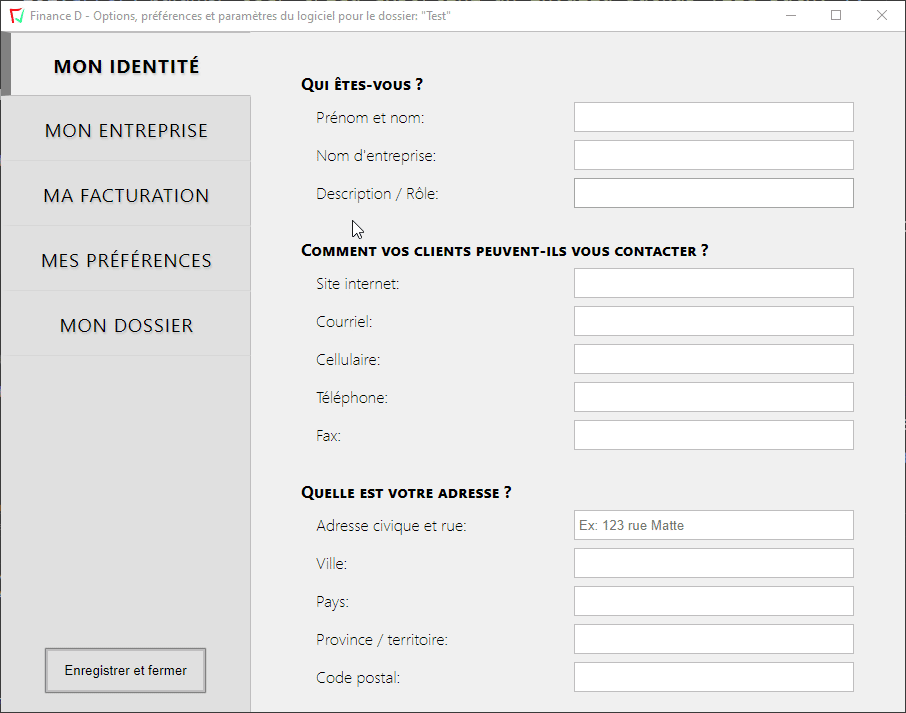 Finance D - Options, préférences et paramètres du logiciel pour le dossier: "Test"
MON IDENTITÉ
MON ENTREPRISE
MA FACTURATION
MES PRÉFÉRENCES
MON DOSSIER
Enregistrer et fermer
Qui êtes-vous ?
Prénom et nom:
Nom d'entreprise:
Description / Rôle:
Comment vos clients peuvent-ils vous contacter ?
Site internet:
Courriel:
Cellulaire:
Téléphone:
Fax:
Quelle est votre adresse ?
Adresse civique et rue: Ex: 123 rue Matte
Ville:
Pays:
Province / territoire:
Code postal: